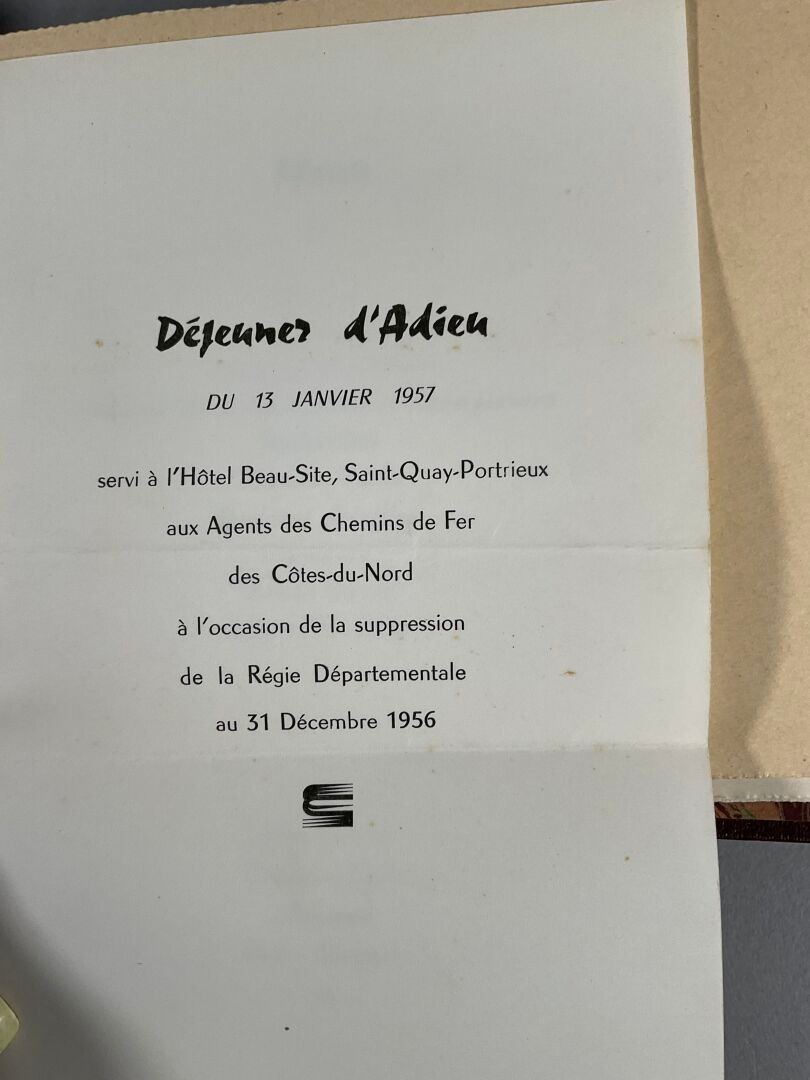 Déjeuner d'Adieu
DU 13 JANVIER 1957
servi à l'Hôtel Beau-Site, Saint-Quay-Portrieux
aux Agents des Chemins de Fer
des Côtes-du-Nord
à l'occasion de la suppression
de la Régie Départementale
au 31 Décembre 1956